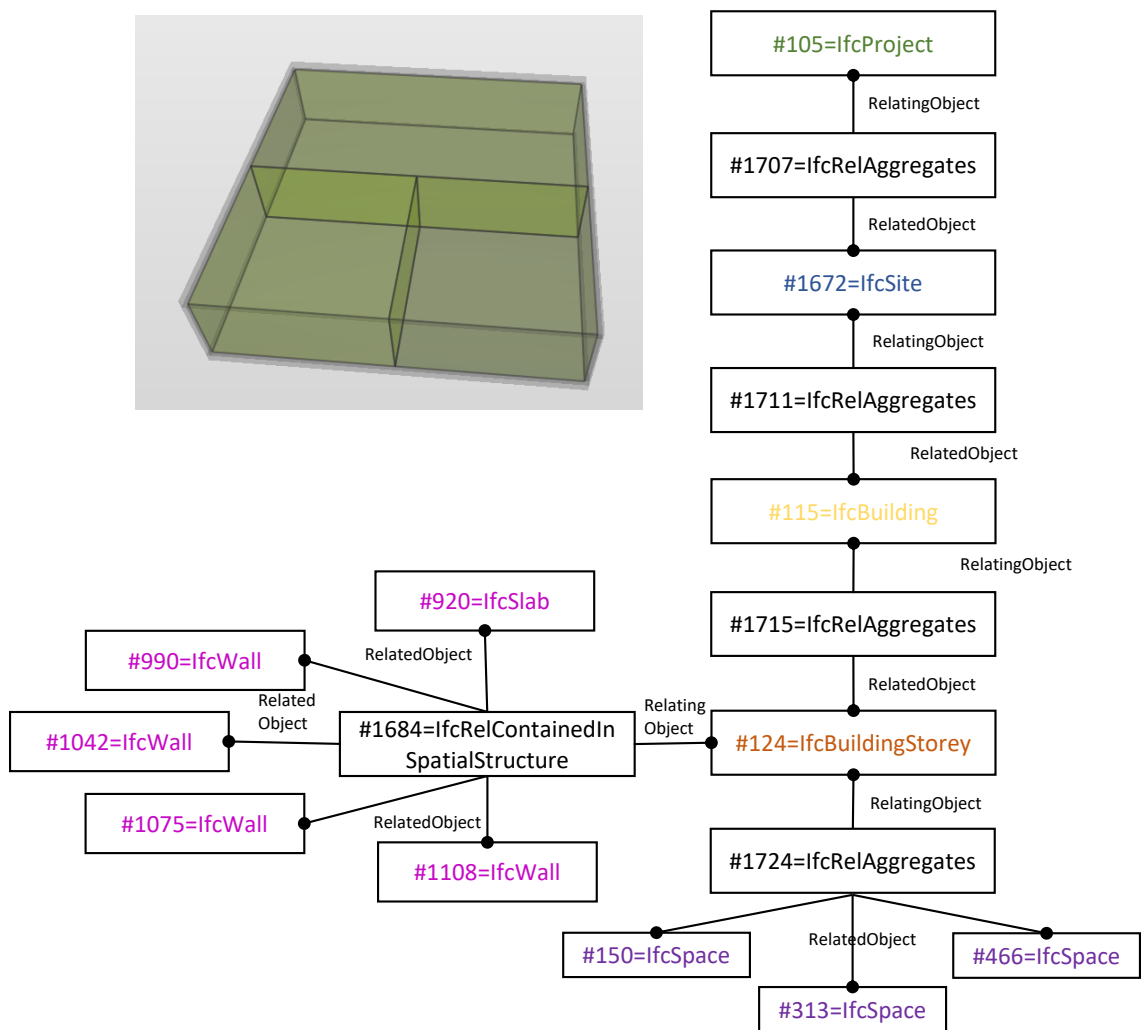 #105=IfcProject
RelatingObject
#1707=IfcRelAggregates
RelatedObject
#1672=IfcSite
RelatingObject
#1711=IfcRelAggregates
RelatedObject
#115=IfcBuilding
RelatingObject
#920=IfcSlab
#1715=IfcRelAggregates
#990=IfcWall
RelatedObject
RelatedObject
Related
Object
#1042=IfcWall
#1684=IfcRelContainedIn
SpatialStructure
Relating
Object
#124=IfcBuildingStorey
#1075=IfcWall
RelatedObject
RelatingObject
#1108=IfcWall
#1724=IfcRelAggregates
#150=IfcSpace
RelatedObject
#466=IfcSpace
#313=IfcSpace